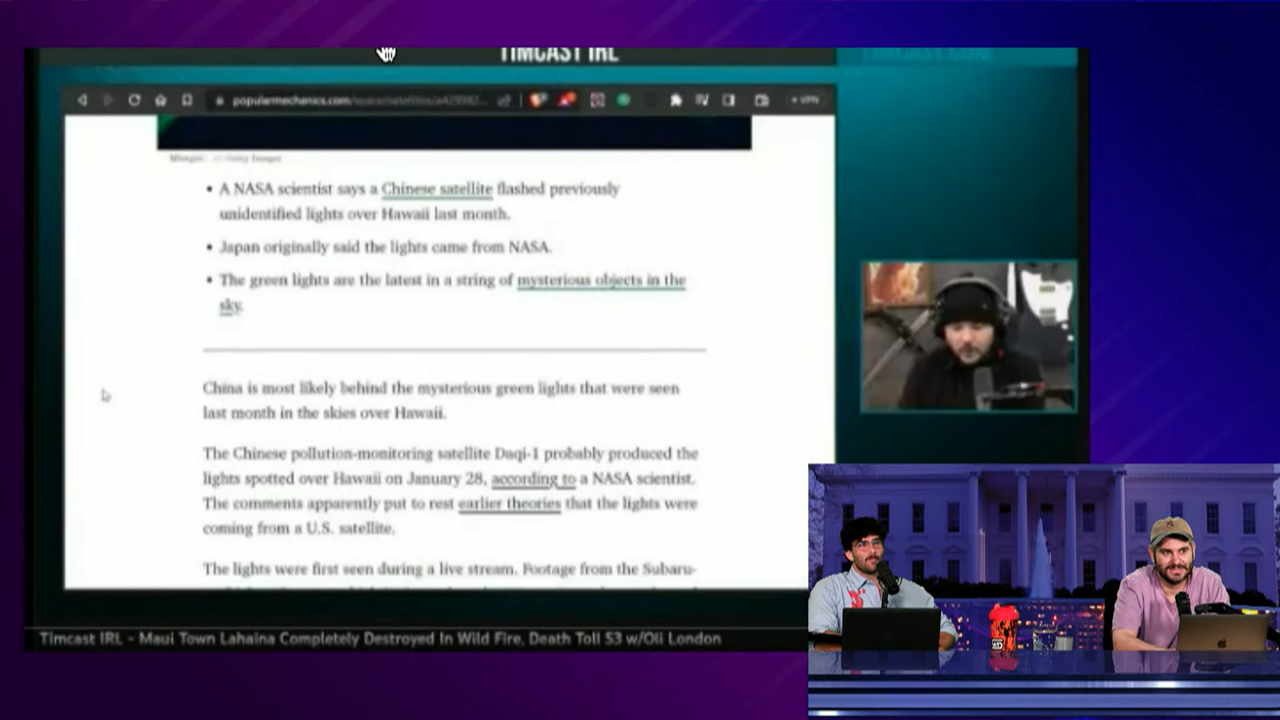 TIMCAST IRL
TIMCAST.COM
popularmechanics.com/space/satellites/
VPN
• A NASA scientist says a Chinese satellite flashed previously
unidentified lights over Hawaii last month.
• Japan originally said the lights came from NASA.
• The green lights are the latest in a string of mysterious objects in the
sky.
China is most likely behind the mysterious green lights that were seen
last month in the skies over Hawaii.
The Chinese pollution-monitoring satellite Daqi-1 probably produced the
lights spotted over Hawaii on January 28, according to a NASA scientist.
The comments apparently put to rest earlier theories that the lights were
coming from a U.S. satellite.
The lights were first seen during a live stream. Footage from the Subaru-
Timcast IRL - Maui Town Lahaina Completely Destroyed In Wild Fire, Death Toll 53 w/Oli London